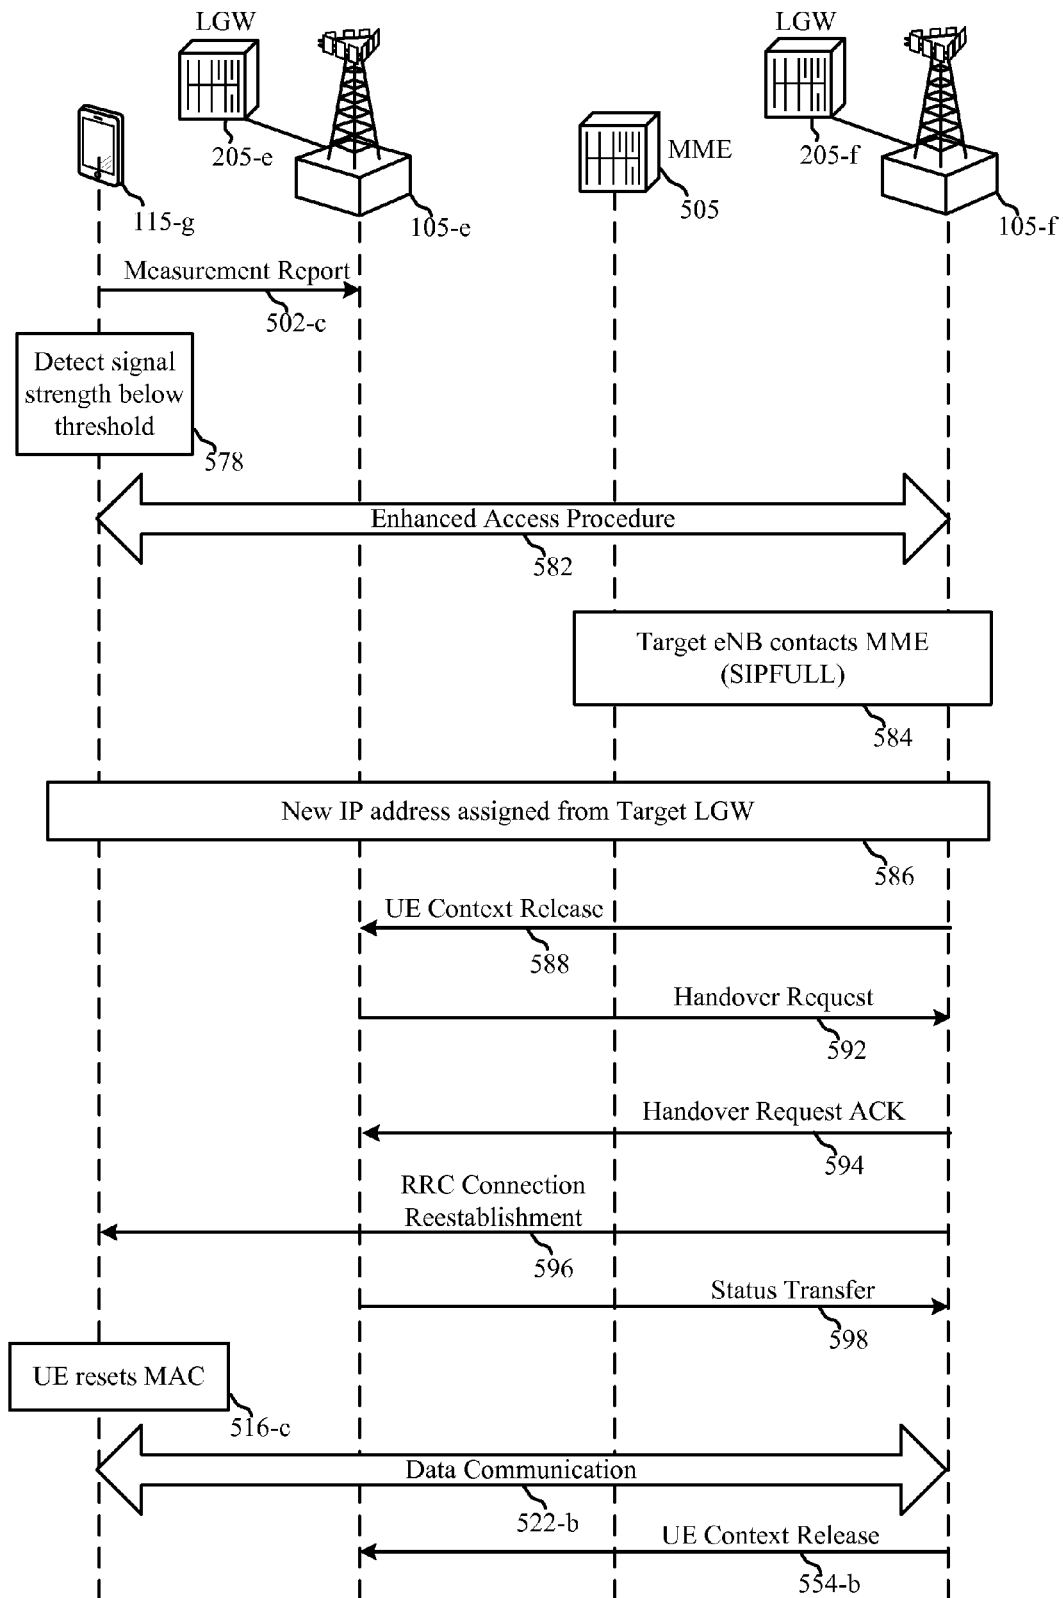 LGW
LGW
205-e
MME
205-f
115-g
105-e
505
105-f
Measurement Report
502-c
Detect signal
strength below
threshold
578
Enhanced Access Procedure
582
Target eNB contacts MME
(SIPFULL)
584
New IP address assigned from Target LGW
586
UE Context Release
588
Handover Request
592
Handover Request ACK
594
RRC Connection
Reestablishment
596
Status Transfer
598
UE resets MAC
516-c
Data Communication
522-b
UE Context Release
554-b